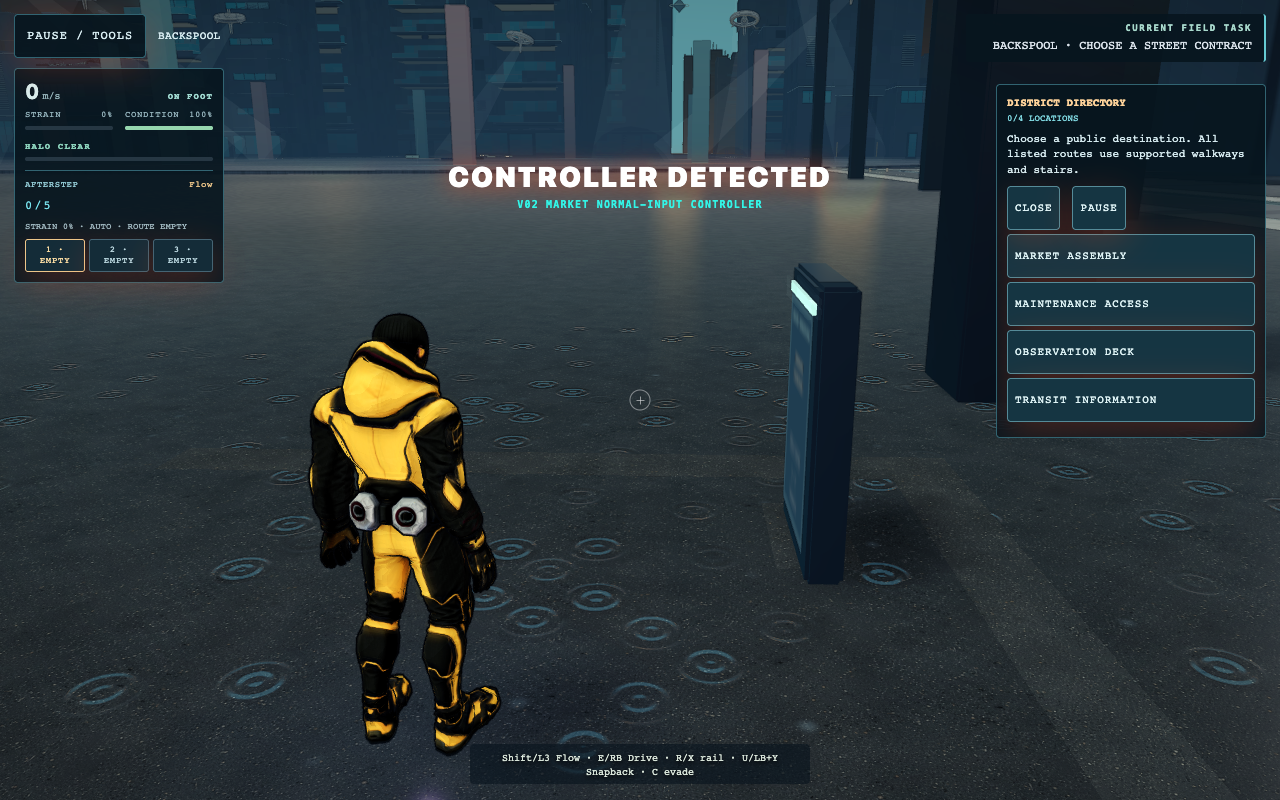 PAUSE / TOOLS
BACKSPOOL
0 m/s
ON FOOT
STRAIN 0%
CONDITION 100%
HALO CLEAR
AFTERSTEP
Flow
0 / 5
STRAIN 0% · AUTO · ROUTE EMPTY
1 · EMPTY
2 · EMPTY
3 · EMPTY
CONTROLLER DETECTED
V02 MARKET NORMAL-INPUT CONTROLLER
CURRENT FIELD TASK
BACKSPOOL · CHOOSE A STREET CONTRACT
DISTRICT DIRECTORY
0/4 LOCATIONS
Choose a public destination. All
listed routes use supported walkways
and stairs.
CLOSE
PAUSE
MARKET ASSEMBLY
MAINTENANCE ACCESS
OBSERVATION DECK
TRANSIT INFORMATION
Shift/L3 Flow · E/RB Drive · R/X rail · U/LB+Y
Snapback · C evade